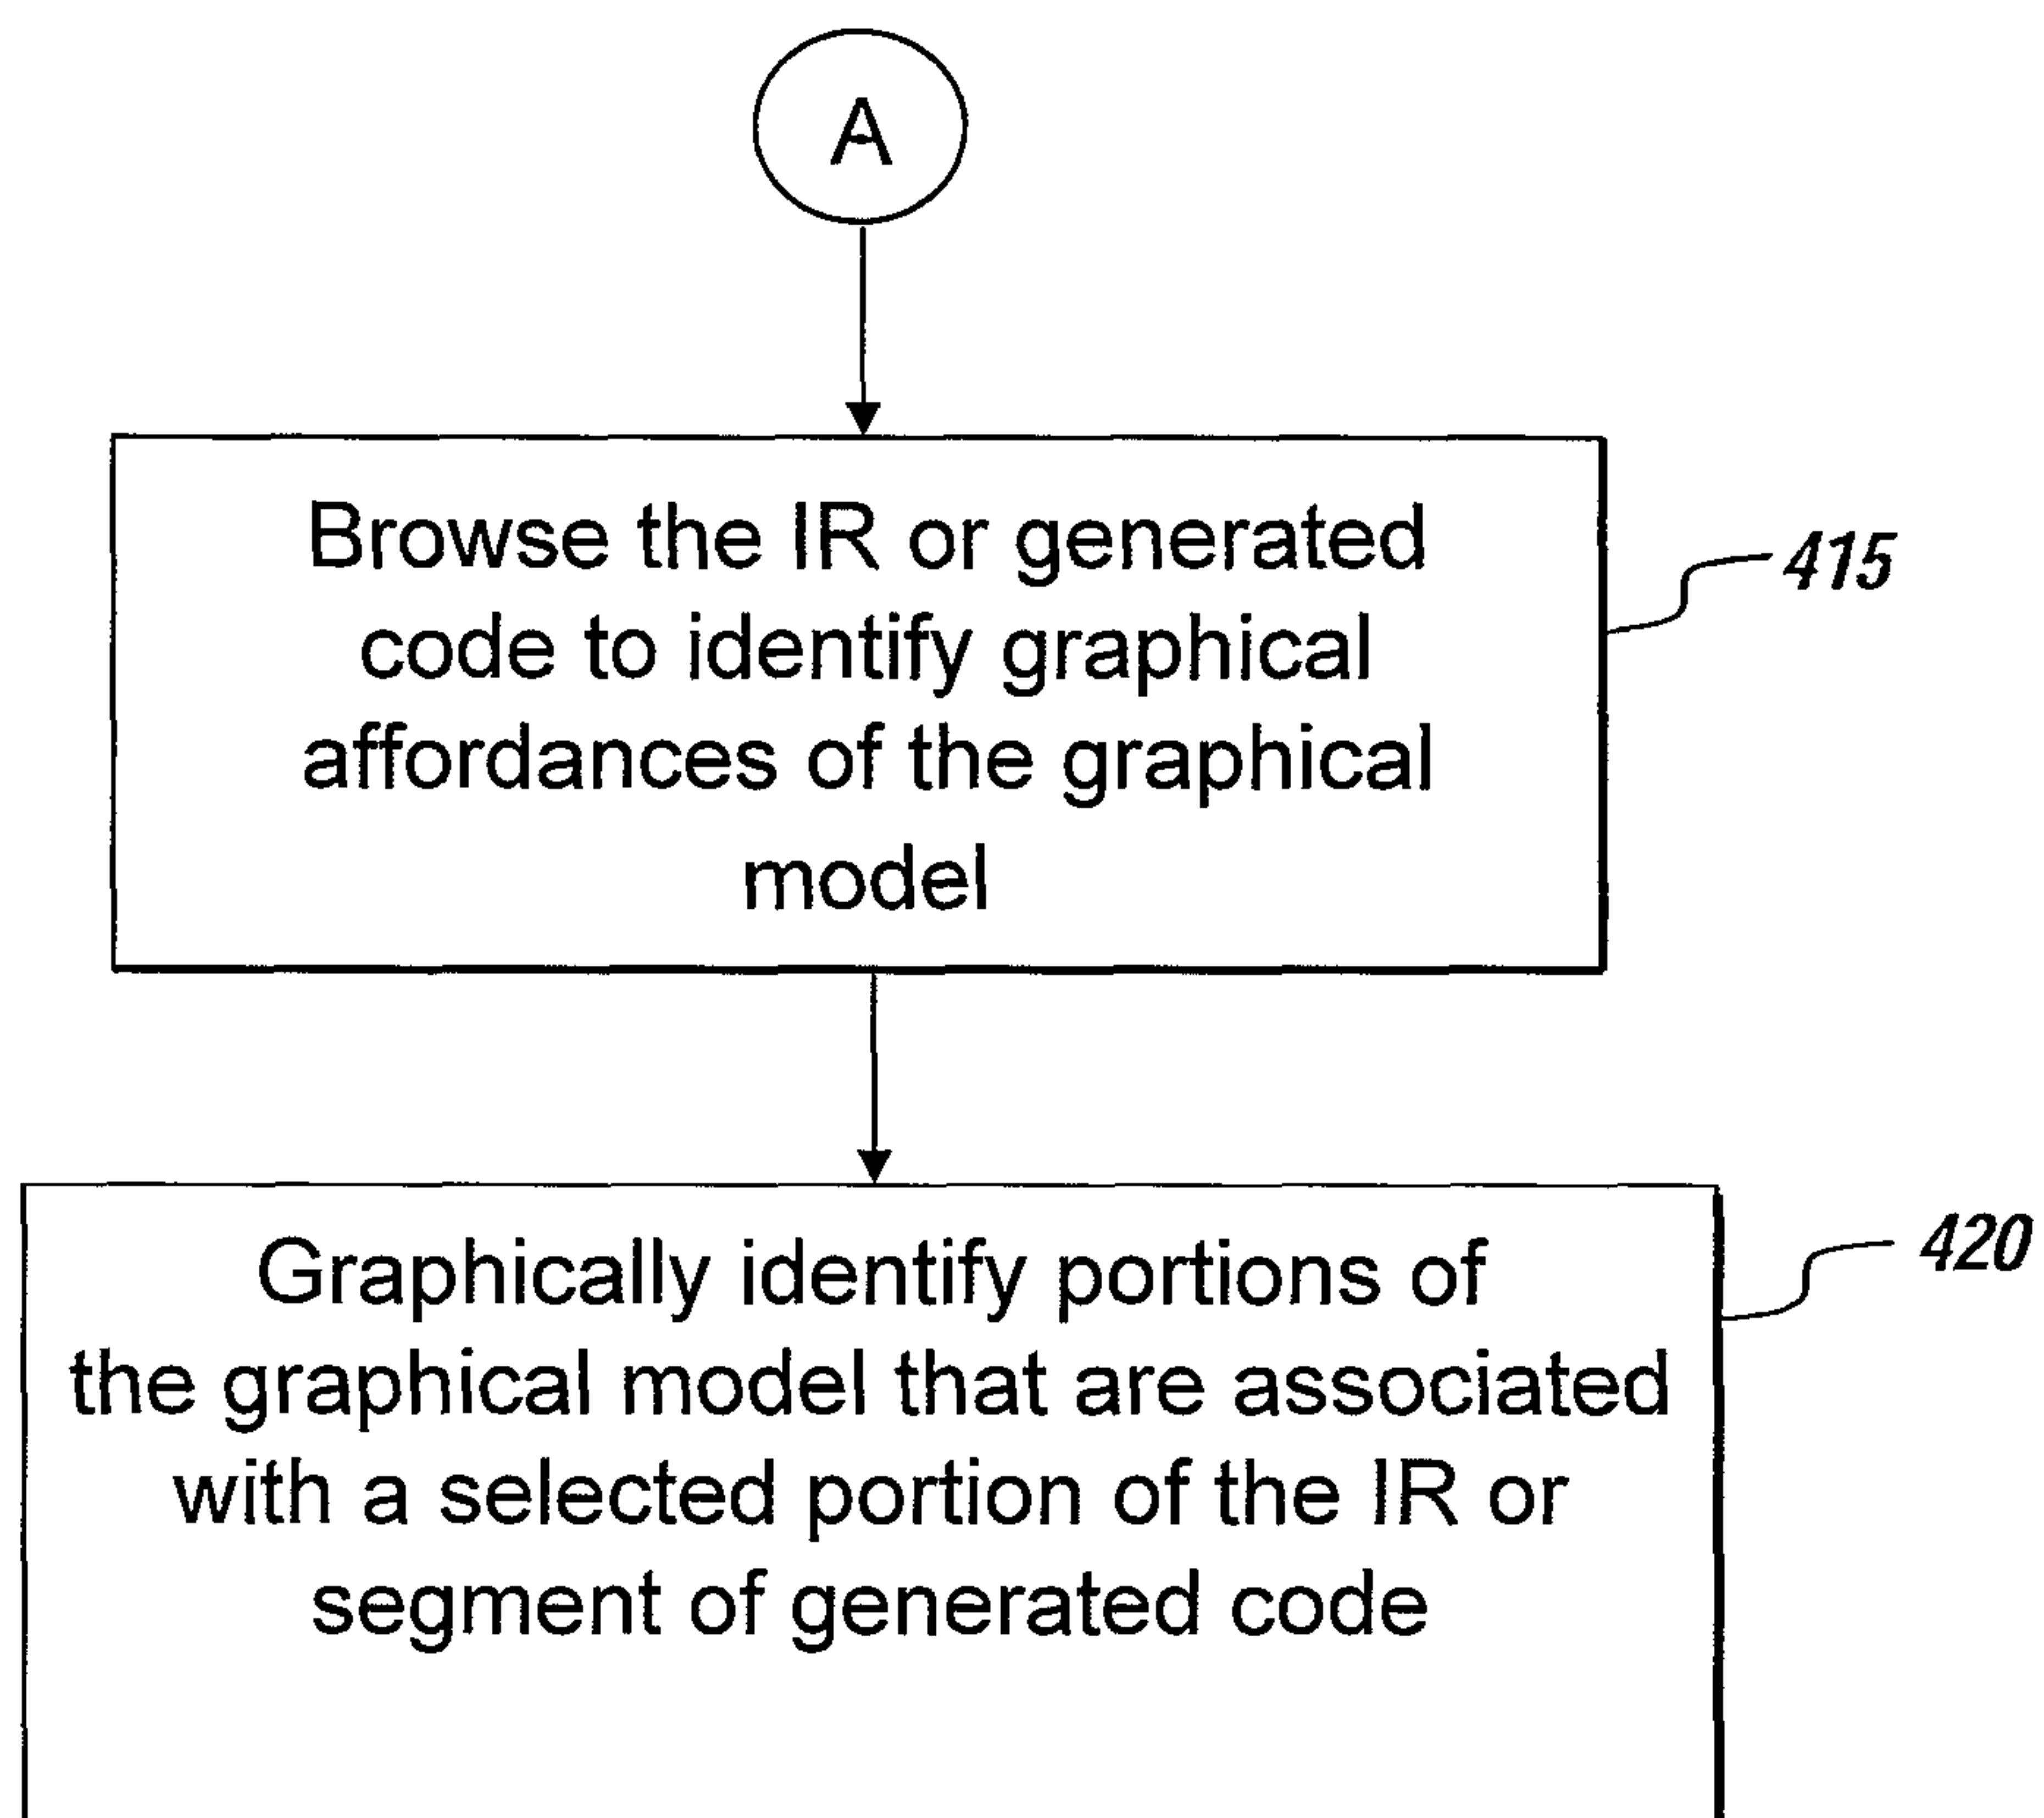 A
Browse the IR or generated
code to identify graphical
affordances of the graphical
model
415
Graphically identify portions of
the graphical model that are associated
with a selected portion of the IR or
segment of generated code
420